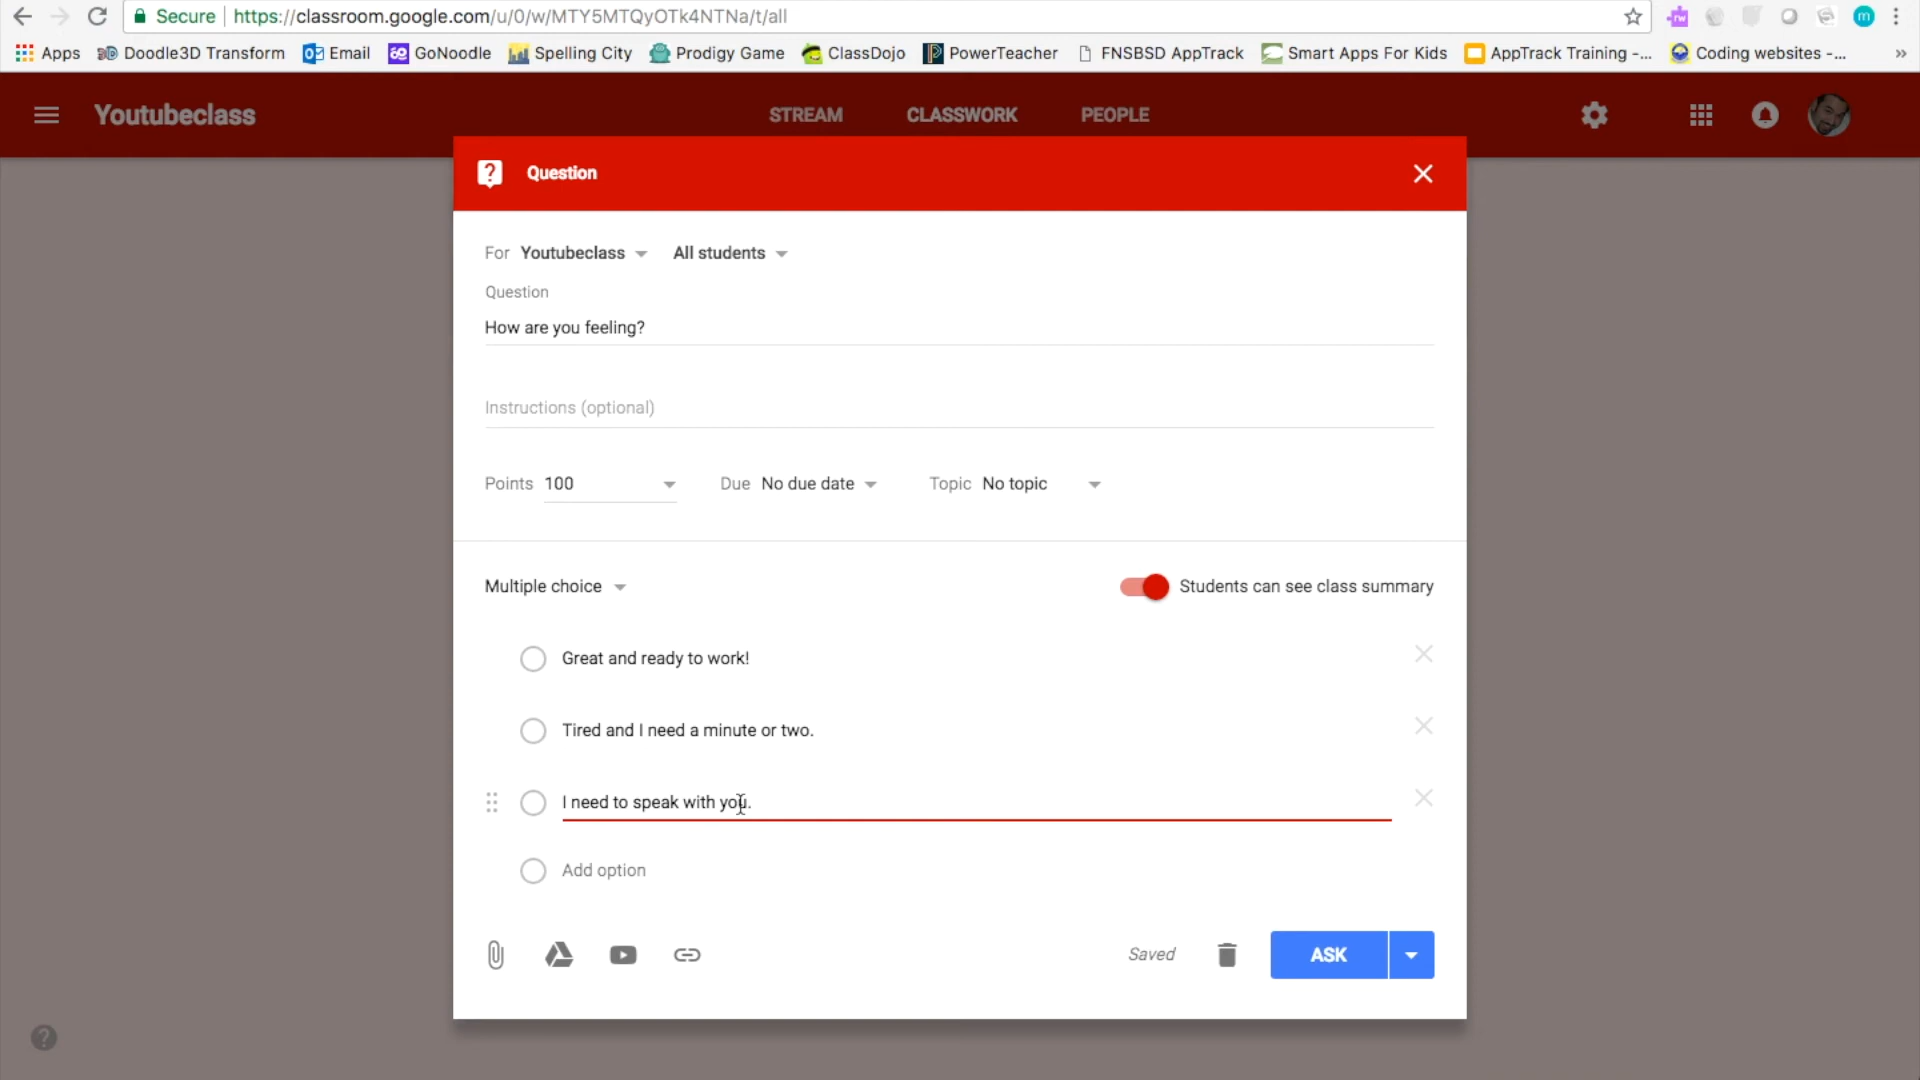 Secure https://classroom.google.com/u/0/w/MTY5MTQyOTk4NTNa/t/all
Apps Doodle3D Transform Email GoNoodle Spelling City Prodigy Game ClassDojo PowerTeacher FNSBSD AppTrack Smart Apps For Kids AppTrack Training -... Coding websites -... »
Youtubeclass STREAM CLASSWORK PEOPLE
Question
For Youtubeclass All students
Question
How are you feeling?
Instructions (optional)
Points 100 Due No due date Topic No topic
Multiple choice Students can see class summary
Great and ready to work!
Tired and I need a minute or two.
I need to speak with you.
Add option
Saved ASK